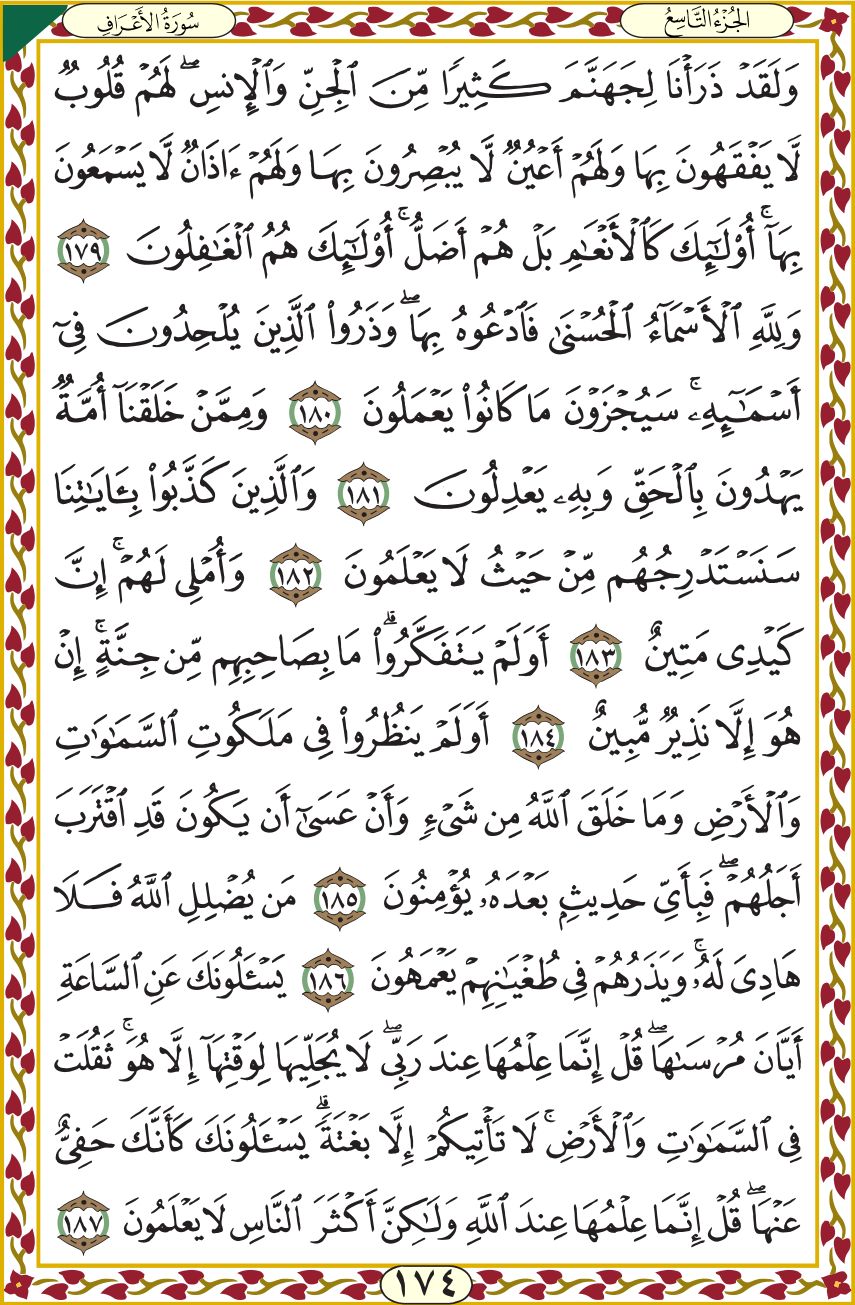 الجُزْءُ التَّاسِعُ
سُورَةُ الأَعْرَافِ
وَلَقَدْ ذَرَأْنَا لِجَهَنَّمَ كَثِيرًا مِّنَ ٱلْجِنِّ وَٱلْإِنسِ ۖ لَهُمْ قُلُوبٌ
لَّا يَفْقَهُونَ بِهَا وَلَهُمْ أَعْيُنٌ لَّا يُبْصِرُونَ بِهَا وَلَهُمْ ءَاذَانٌ لَّا يَسْمَعُونَ
بِهَآ ۚ أُو۟لَـٰٓئِكَ كَٱلْأَنْعَـٰمِ بَلْ هُمْ أَضَلُّ ۚ أُو۟لَـٰٓئِكَ هُمُ ٱلْغَـٰفِلُونَ ١٧٩
وَلِلَّهِ ٱلْأَسْمَآءُ ٱلْحُسْنَىٰ فَٱدْعُوهُ بِهَا ۖ وَذَرُوا۟ ٱلَّذِينَ يُلْحِدُونَ فِىٓ
أَسْمَـٰٓئِهِۦ ۚ سَيُجْزَوْنَ مَا كَانُوا۟ يَعْمَلُونَ ١٨٠ وَمِمَّنْ خَلَقْنَآ أُمَّةٌ
يَهْدُونَ بِٱلْحَقِّ وَبِهِۦ يَعْدِلُونَ ١٨١ وَٱلَّذِينَ كَذَّبُوا۟ بِـَٔايَـٰتِنَا
سَنَسْتَدْرِجُهُم مِّنْ حَيْثُ لَا يَعْلَمُونَ ١٨٢ وَأُمْلِى لَهُمْ ۚ إِنَّ
كَيْدِى مَتِينٌ ١٨٣ أَوَلَمْ يَتَفَكَّرُوا۟ ۗ مَا بِصَاحِبِهِم مِّن جِنَّةٍ ۚ إِنْ
هُوَ إِلَّا نَذِيرٌ مُّبِينٌ ١٨٤ أَوَلَمْ يَنظُرُوا۟ فِى مَلَكُوتِ ٱلسَّمَـٰوَٰتِ
وَٱلْأَرْضِ وَمَا خَلَقَ ٱللَّهُ مِن شَىْءٍ وَأَنْ عَسَىٰٓ أَن يَكُونَ قَدِ ٱقْتَرَبَ
أَجَلُهُمْ ۖ فَبِأَىِّ حَدِيثٍۭ بَعْدَهُۥ يُؤْمِنُونَ ١٨٥ مَن يُضْلِلِ ٱللَّهُ فَلَا
هَادِىَ لَهُۥ ۚ وَيَذَرُهُمْ فِى طُغْيَـٰنِهِمْ يَعْمَهُونَ ١٨٦ يَسْـَٔلُونَكَ عَنِ ٱلسَّاعَةِ
أَيَّانَ مُرْسَىٰهَا ۖ قُلْ إِنَّمَا عِلْمُهَا عِندَ رَبِّى ۖ لَا يُجَلِّيهَا لِوَقْتِهَآ إِلَّا هُوَ ۚ ثَقُلَتْ
فِى ٱلسَّمَـٰوَٰتِ وَٱلْأَرْضِ ۚ لَا تَأْتِيكُمْ إِلَّا بَغْتَةً ۗ يَسْـَٔلُونَكَ كَأَنَّكَ حَفِىٌّ
عَنْهَا ۖ قُلْ إِنَّمَا عِلْمُهَا عِندَ ٱللَّهِ وَلَـٰكِنَّ أَكْثَرَ ٱلنَّاسِ لَا يَعْلَمُونَ ١٨٧
١٧٤